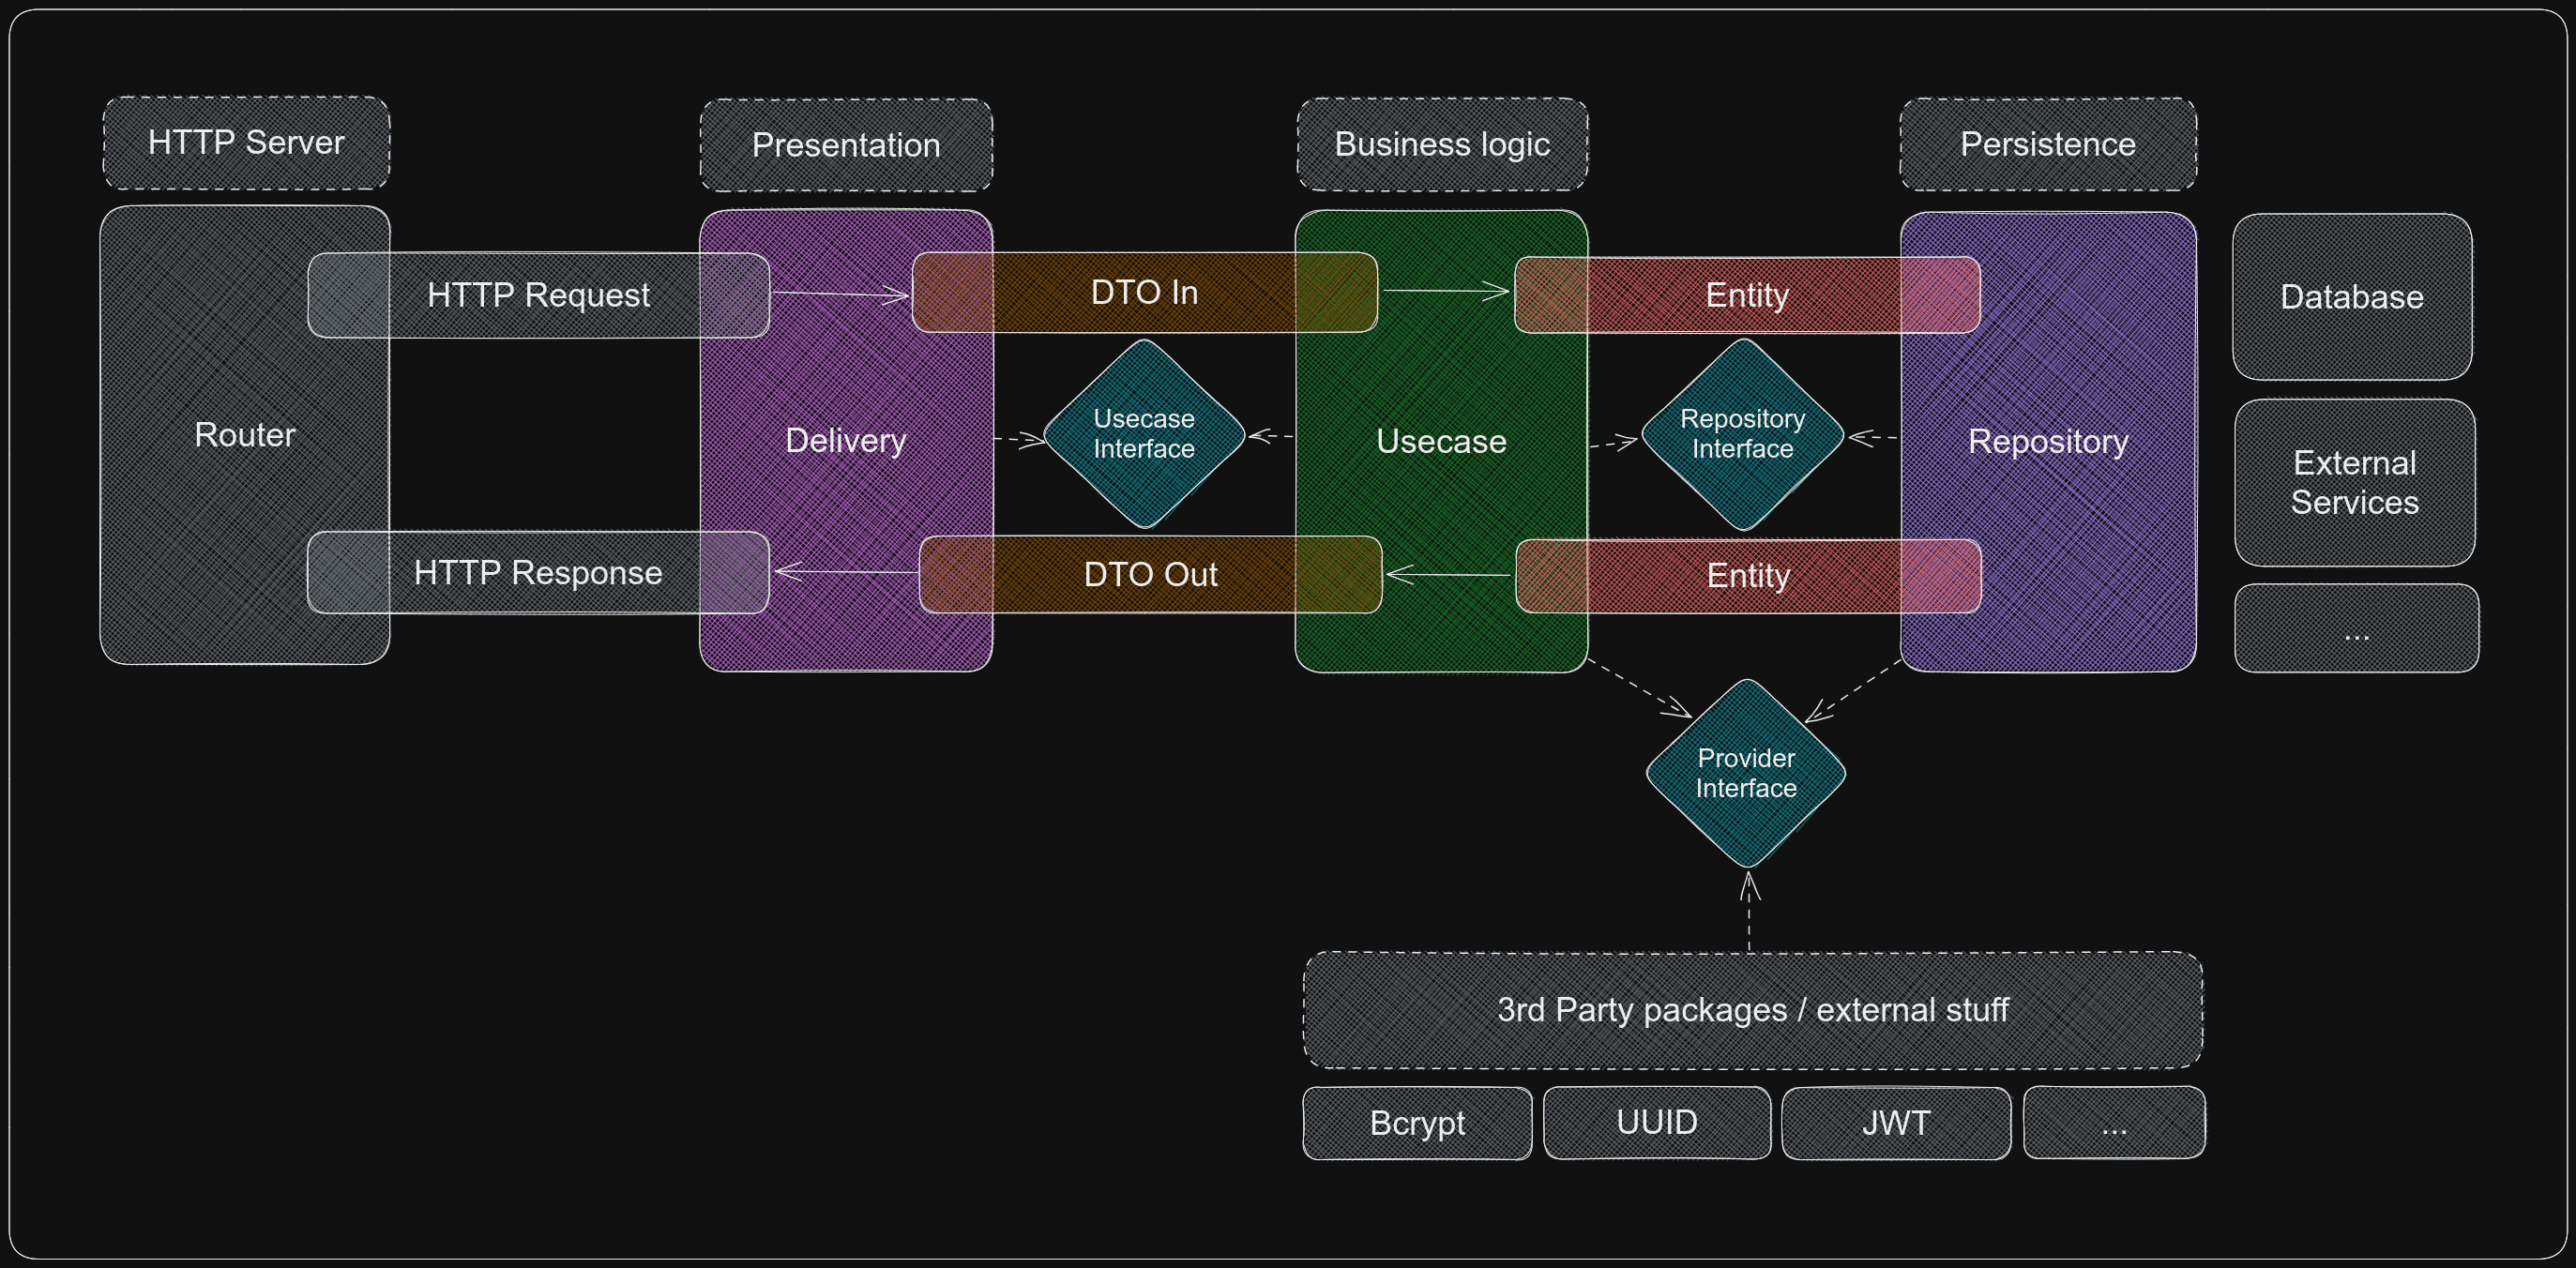 HTTP Server
Presentation
Business logic
Persistence
HTTP Request
DTO In
Entity
Database
Router
Delivery
Usecase
Interface
Usecase
Repository
Interface
Repository
External
Services
HTTP Response
DTO Out
Entity
...
Provider
Interface
3rd Party packages / external stuff
Bcrypt
UUID
JWT
...